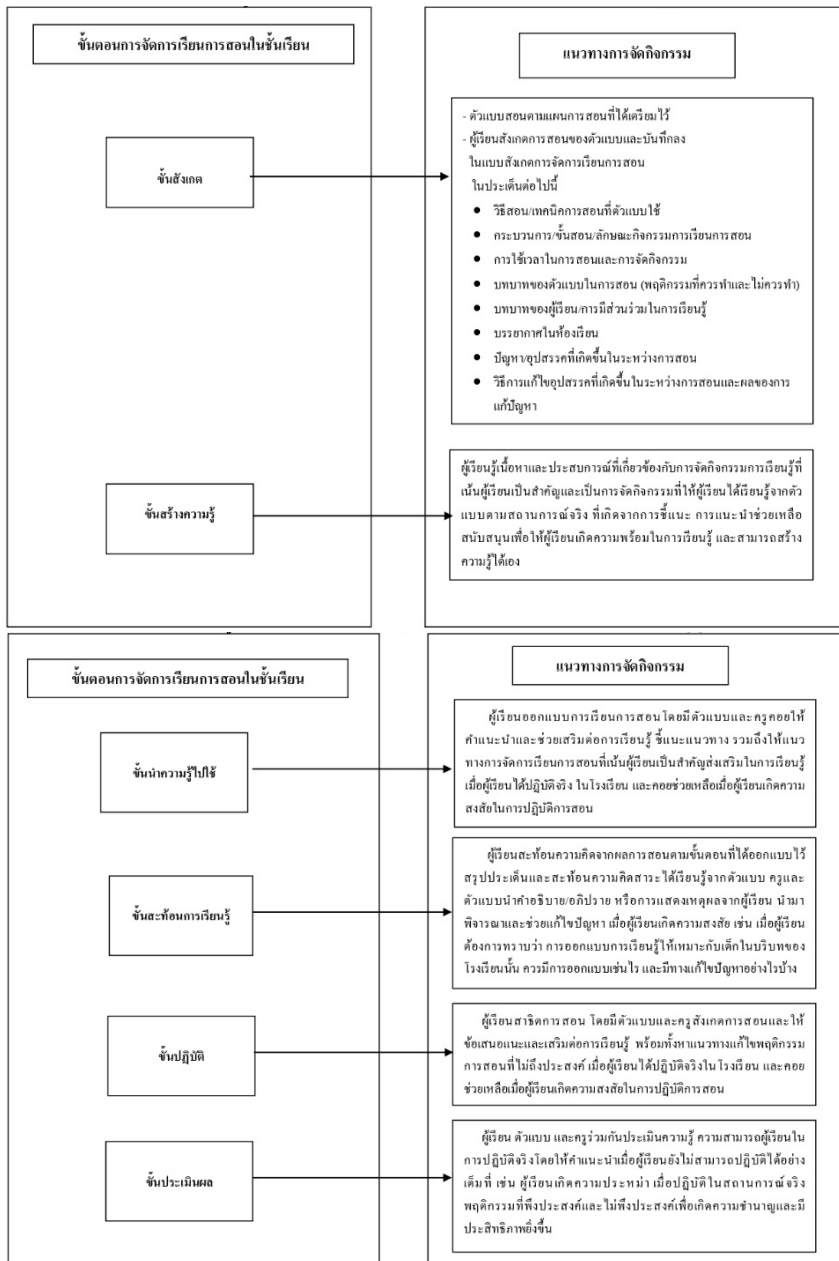 ขั้นตอนการจัดการเรียนการสอนในชั้นเรียน
แนวทางการจัดกิจกรรม
ขั้นสังเกต
- ตัวแบบสอนตามแผนการสอนที่ได้เตรียมไว้
- ผู้เรียนสังเกตการสอนของตัวแบบและบันทึกลง
ในแบบสังเกตการจัดการเรียนการสอน
ในประเด็นต่อไปนี้
● วิธีสอน/เทคนิคการสอนที่ตัวแบบใช้
● กระบวนการ/ขั้นสอน/ลักษณะกิจกรรมการเรียนการสอน
● การใช้เวลาในการสอนและการจัดกิจกรรม
● บทบาทของตัวแบบในการสอน (พฤติกรรมที่ควรทำและไม่ควรทำ)
● บทบาทของผู้เรียน/การมีส่วนร่วมในการเรียนรู้
● บรรยากาศในห้องเรียน
● ปัญหา/อุปสรรคที่เกิดขึ้นในระหว่างการสอน
● วิธีการแก้ไขอุปสรรคที่เกิดขึ้นในระหว่างการสอนและผลของการ
แก้ปัญหา
ขั้นสร้างความรู้
ผู้เรียนรู้เนื้อหาและประสบการณ์ที่เกี่ยวข้องกับการจัดกิจกรรมการเรียนรู้ที่
เน้นผู้เรียนเป็นสำคัญและเป็นการจัดกิจกรรมที่ให้ผู้เรียนได้เรียนรู้จากตัว
แบบตามสถานการณ์จริง ที่เกิดจากการชี้แนะ การแนะนำช่วยเหลือ
สนับสนุนเพื่อให้ผู้เรียนเกิดความพร้อมในการเรียนรู้ และสามารถสร้าง
ความรู้ได้เอง
ขั้นตอนการจัดการเรียนการสอนในชั้นเรียน
แนวทางการจัดกิจกรรม
ขั้นนำความรู้ไปใช้
ผู้เรียนออกแบบการเรียนการสอน โดยมีตัวแบบและครูคอยให้
คำแนะนำและช่วยเสริมต่อการเรียนรู้ ชี้แนะแนวทาง รวมถึงให้แนว
ทางการจัดการเรียนการสอนที่เน้นผู้เรียนเป็นสำคัญส่งเสริมในการเรียนรู้
เมื่อผู้เรียนได้ปฏิบัติจริง ในโรงเรียน และคอยช่วยเหลือเมื่อผู้เรียนเกิดความ
สงสัยในการปฏิบัติการสอน
ขั้นสะท้อนการเรียนรู้
ผู้เรียนสะท้อนความคิดจากผลการสอนตามขั้นตอนที่ได้ออกแบบไว้
สรุปประเด็นและสะท้อนความคิดสาระได้เรียนรู้จากตัวแบบ ครูและ
ตัวแบบนำคำอธิบาย/อภิปราย หรือการแสดงเหตุผลจากผู้เรียน นำมา
พิจารณาและช่วยแก้ไขปัญหา เมื่อผู้เรียนเกิดความสงสัย เช่น เมื่อผู้เรียน
ต้องการทราบว่า การออกแบบการเรียนรู้ให้เหมาะกับเด็กในบริบทของ
โรงเรียนนั้น ควรมีการออกแบบเช่นไร และมีทางแก้ไขปัญหาอย่างไรบ้าง
ขั้นปฏิบัติ
ผู้เรียนสาธิตการสอน โดยมีตัวแบบและครูสังเกตการสอนและให้
ข้อเสนอแนะและเสริมต่อการเรียนรู้ พร้อมทั้งหาแนวทางแก้ไขพฤติกรรม
การสอนที่ไม่ถึงประสงค์ เมื่อผู้เรียนได้ปฏิบัติจริงในโรงเรียน และคอย
ช่วยเหลือเมื่อผู้เรียนเกิดความสงสัยในการปฏิบัติการสอน
ขั้นประเมินผล
ผู้เรียน ตัวแบบ และครูร่วมกันประเมินความรู้ ความสามารถผู้เรียนใน
การปฏิบัติจริงโดยให้คำแนะนำเมื่อผู้เรียนยังไม่สามารถปฏิบัติได้อย่าง
เต็มที่ เช่น ผู้เรียนเกิดความประหม่า เมื่อปฏิบัติในสถานการณ์จริง
พฤติกรรมที่พึงประสงค์และไม่พึงประสงค์เพื่อเกิดความชำนาญและมี
ประสิทธิภาพยิ่งขึ้น